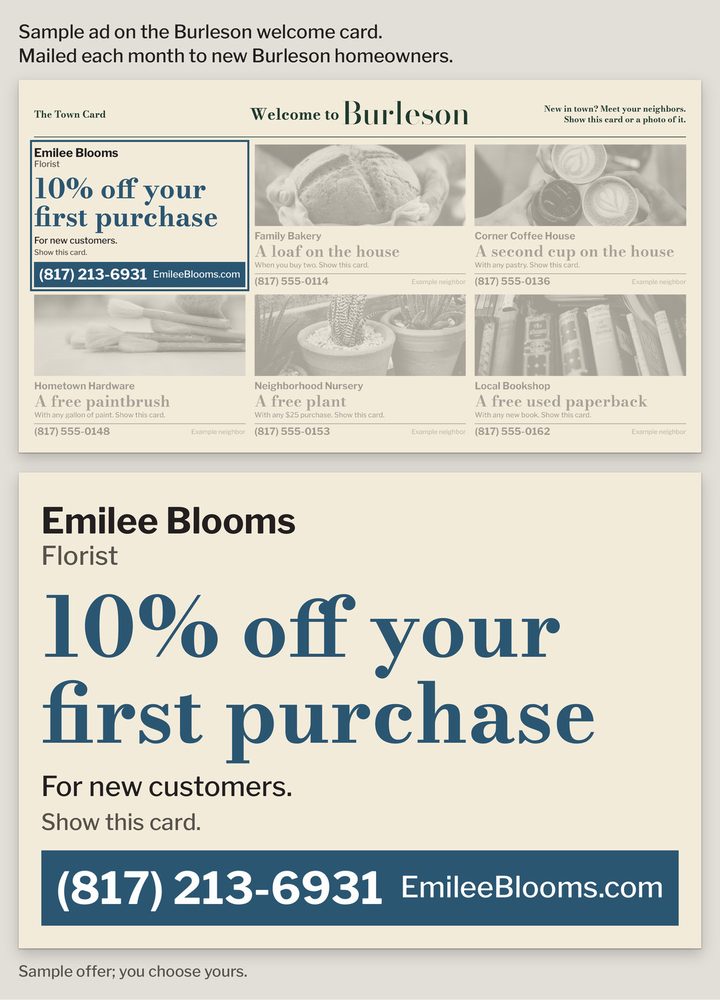 Sample ad on the Burleson welcome card.
Mailed each month to new Burleson homeowners.
The Town Card
Welcome to Burleson
New in town? Meet your neighbors.
Show this card or a photo of it.
Emilee Blooms
Florist
10% off your
first purchase
For new customers.
Show this card.
(817) 213-6931 EmileeBlooms.com
Family Bakery
A loaf on the house
When you buy two. Show this card.
(817) 555-0114 Example neighbor
Corner Coffee House
A second cup on the house
With any pastry. Show this card.
(817) 555-0136 Example neighbor
Hometown Hardware
A free paintbrush
With any gallon of paint. Show this card.
(817) 555-0148 Example neighbor
Neighborhood Nursery
A free plant
With any $25 purchase. Show this card.
(817) 555-0153 Example neighbor
Local Bookshop
A free used paperback
With any new book. Show this card.
(817) 555-0162 Example neighbor
Emilee Blooms
Florist
10% off your
first purchase
For new customers.
Show this card.
(817) 213-6931 EmileeBlooms.com
Sample offer; you choose yours.